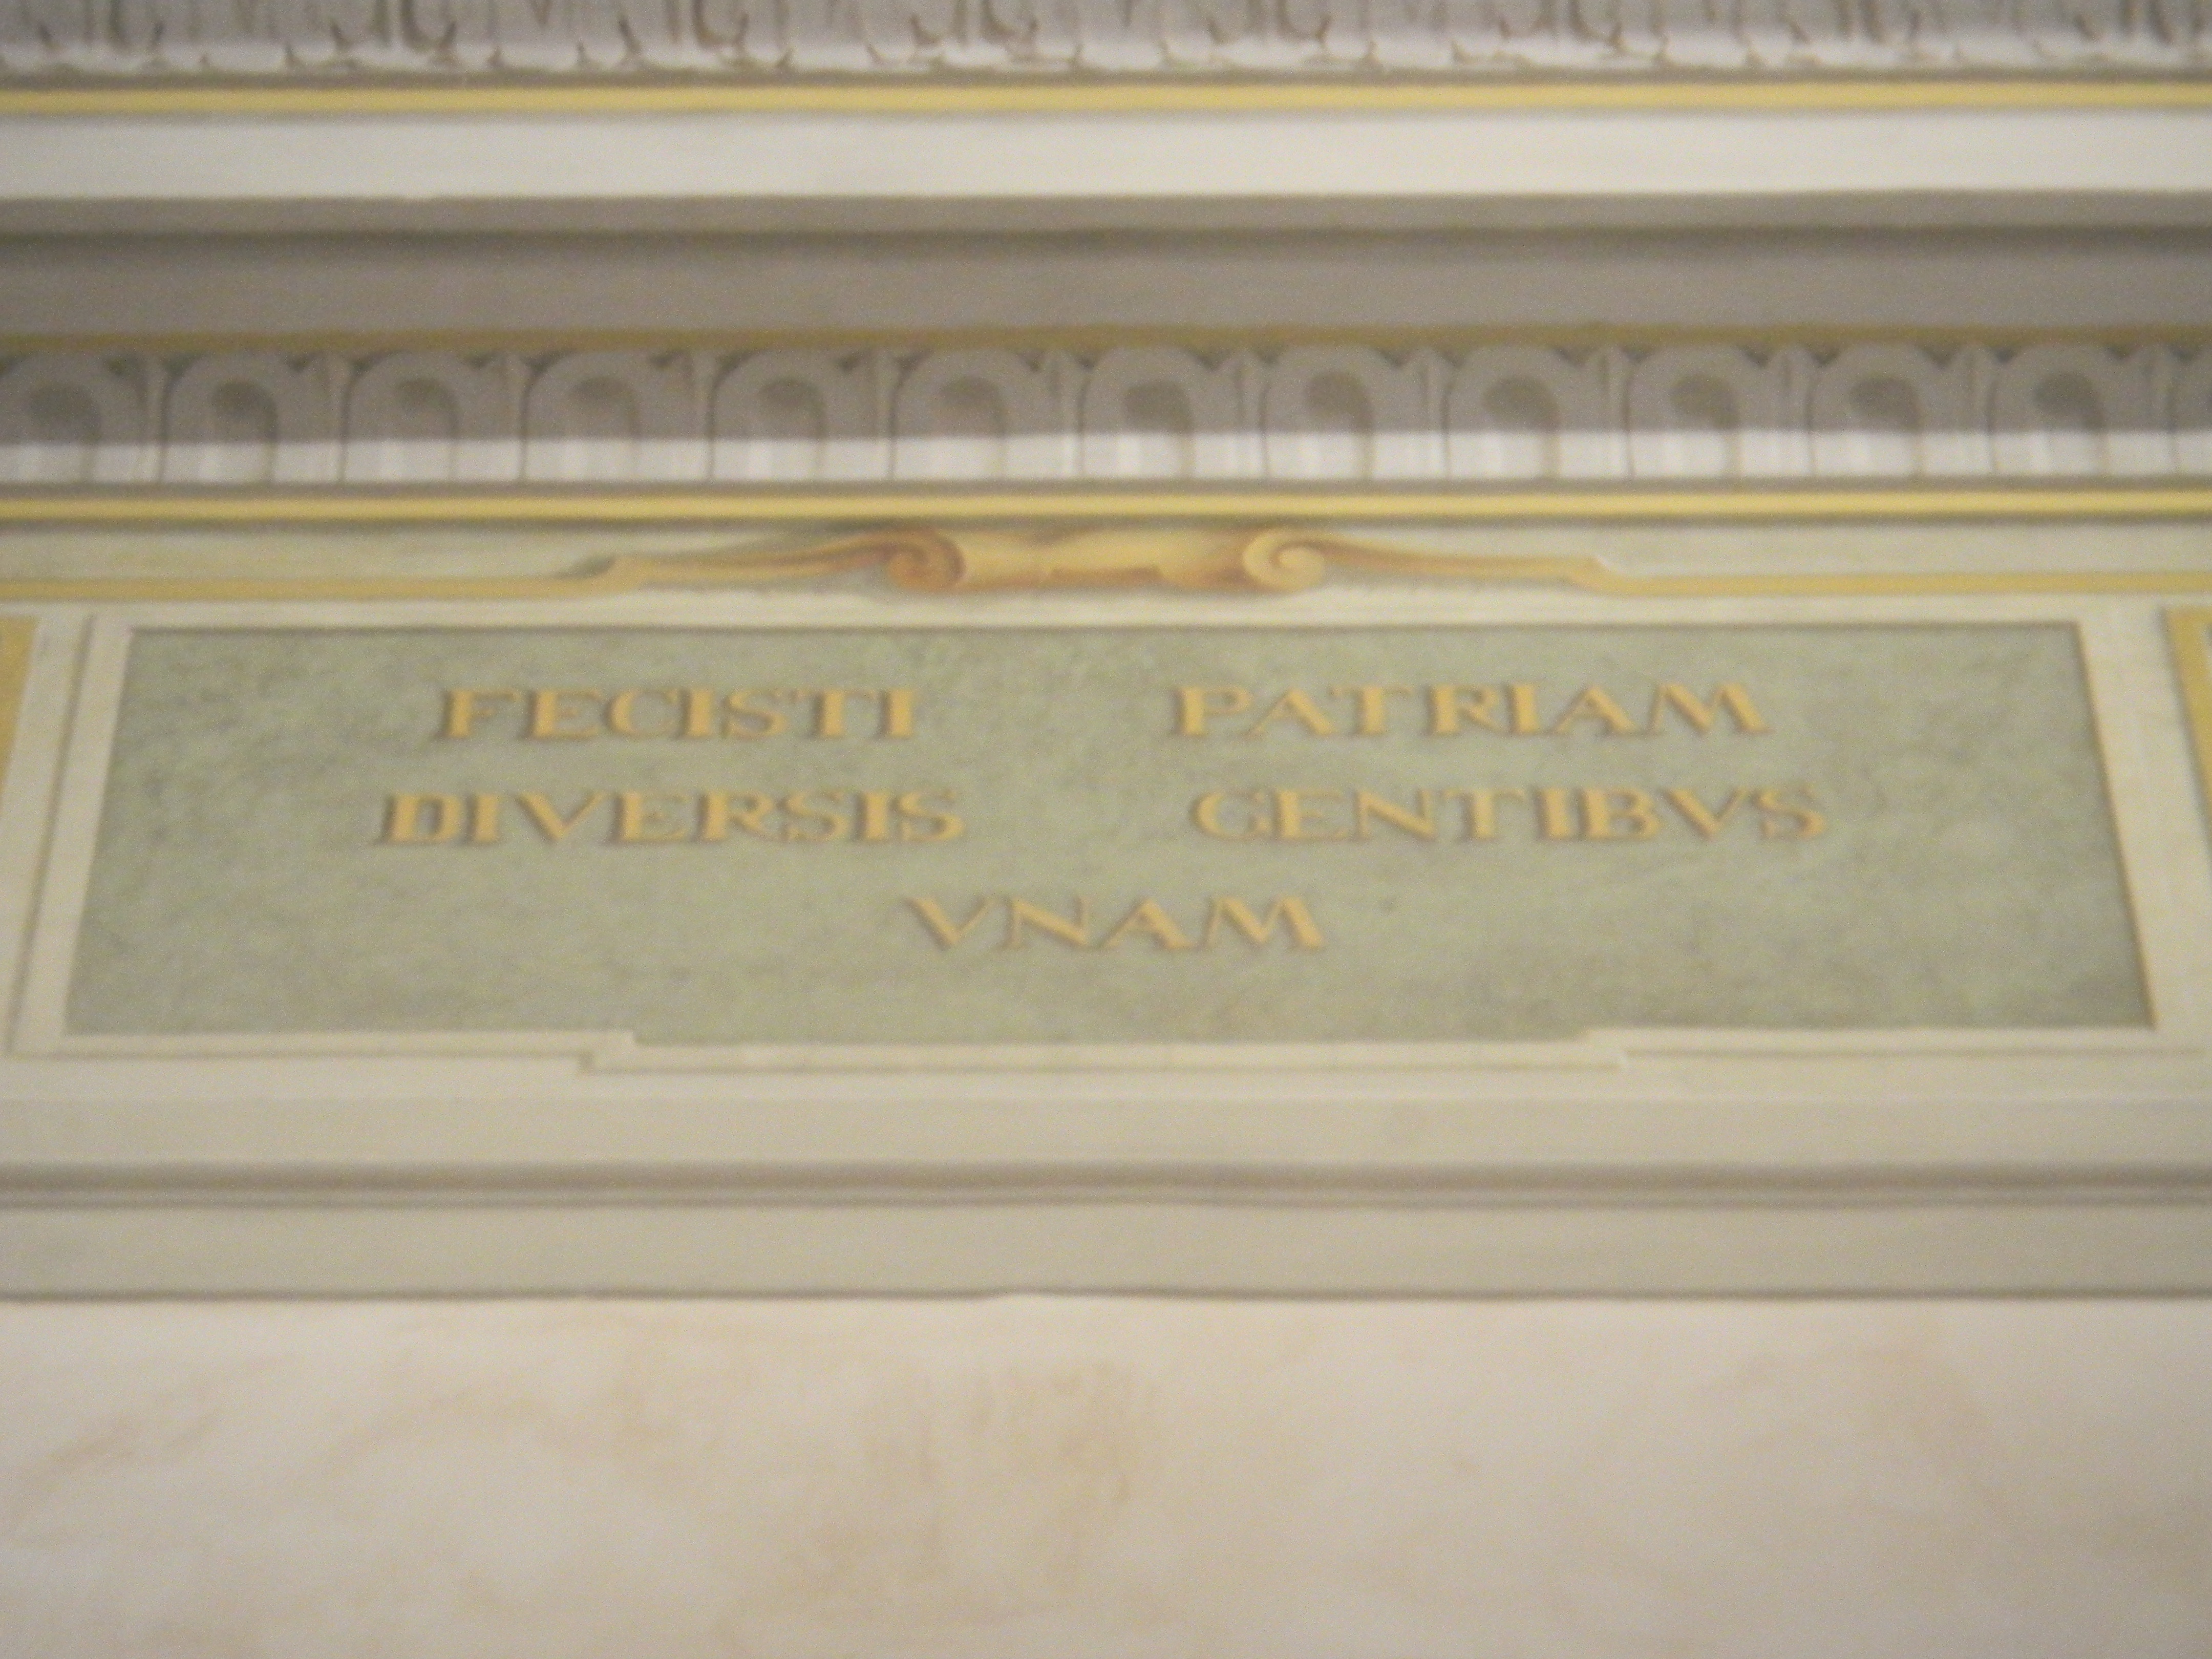 FECISTI PATRIAM
DIVERSIS GENTIBVS
VNAM